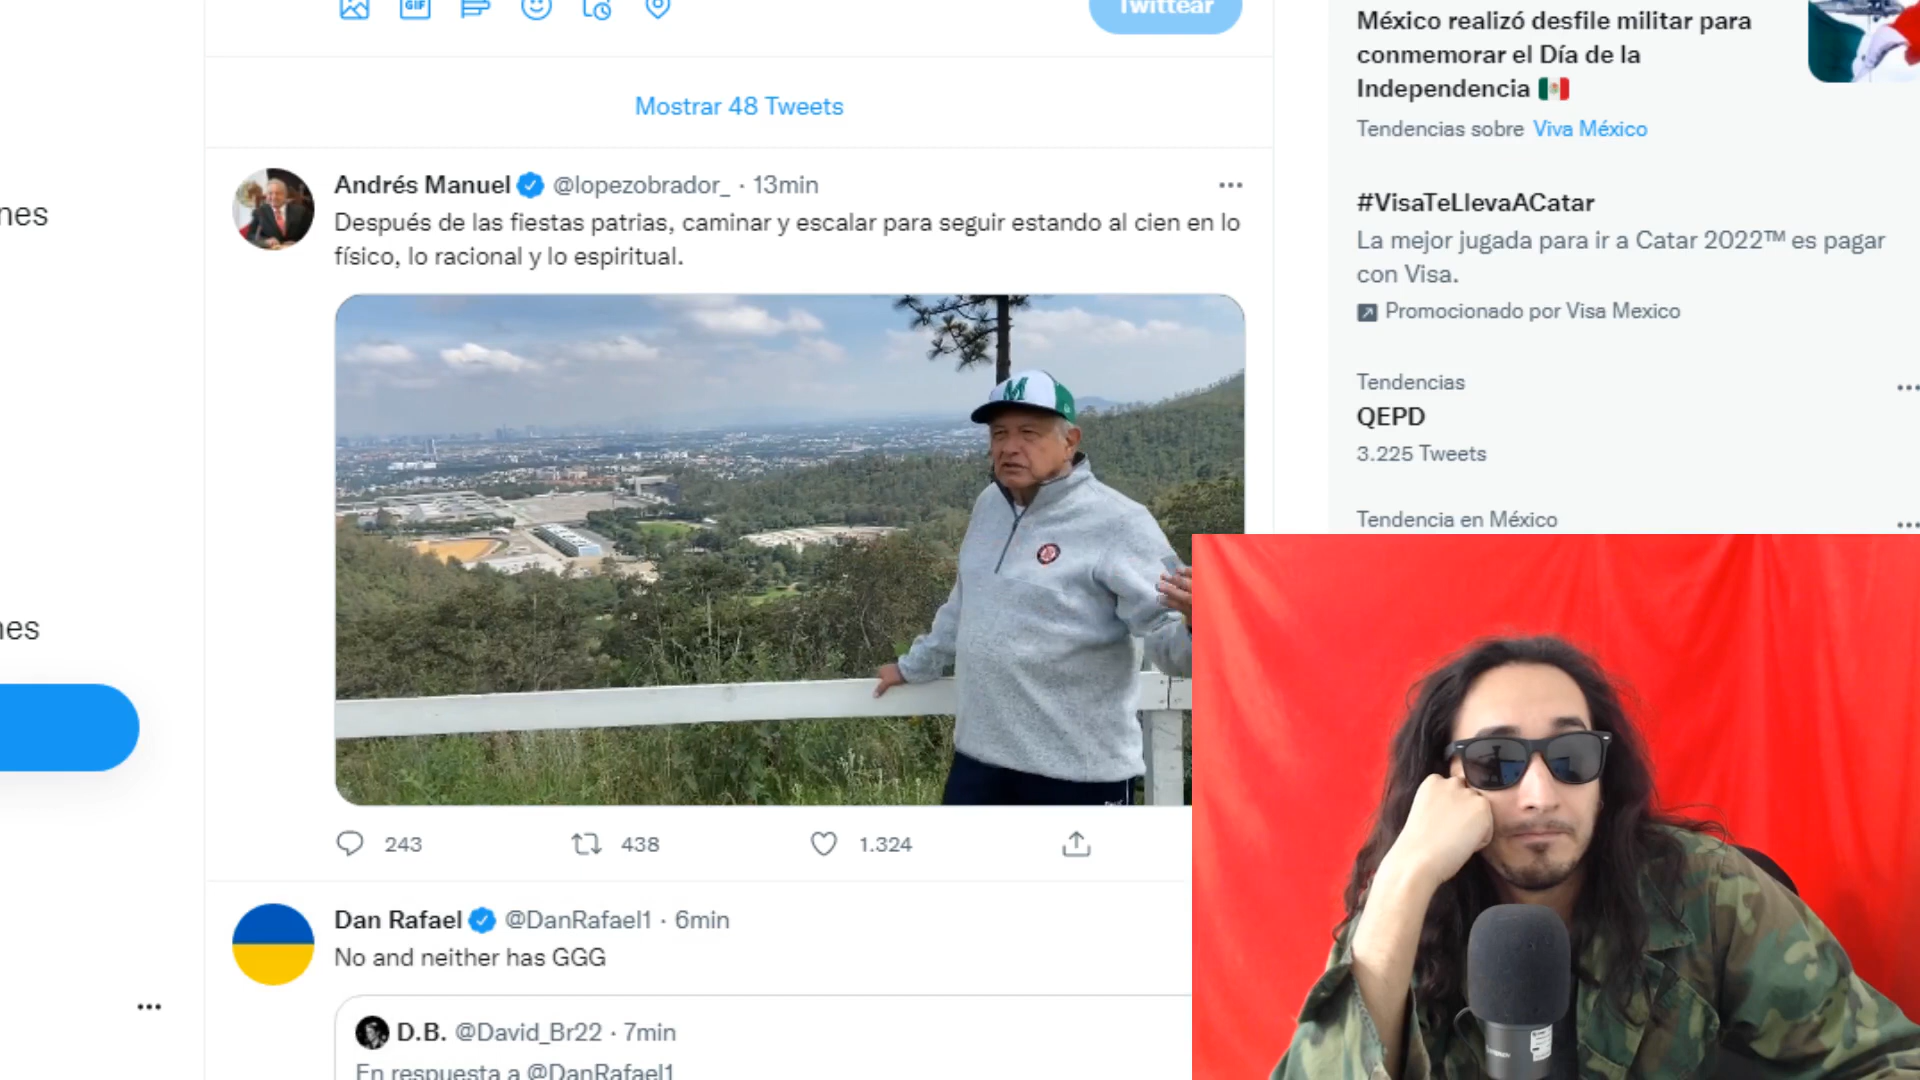 GIF
Twittear
Mostrar 48 Tweets
Andrés Manuel @lopezobrador_ · 13min
Después de las fiestas patrias, caminar y escalar para seguir estando al cien en lo
físico, lo racional y lo espiritual.
M
243
438
1.324
Dan Rafael @DanRafael1 · 6min
No and neither has GGG
D.B. @David_Br22 · 7min
En respuesta a @DanRafael1
nes
nes
México realizó desfile militar para
conmemorar el Día de la
Independencia
Tendencias sobre Viva México
#VisaTeLlevaACatar
La mejor jugada para ir a Catar 2022™ es pagar
con Visa.
Promocionado por Visa Mexico
Tendencias
QEPD
3.225 Tweets
Tendencia en México